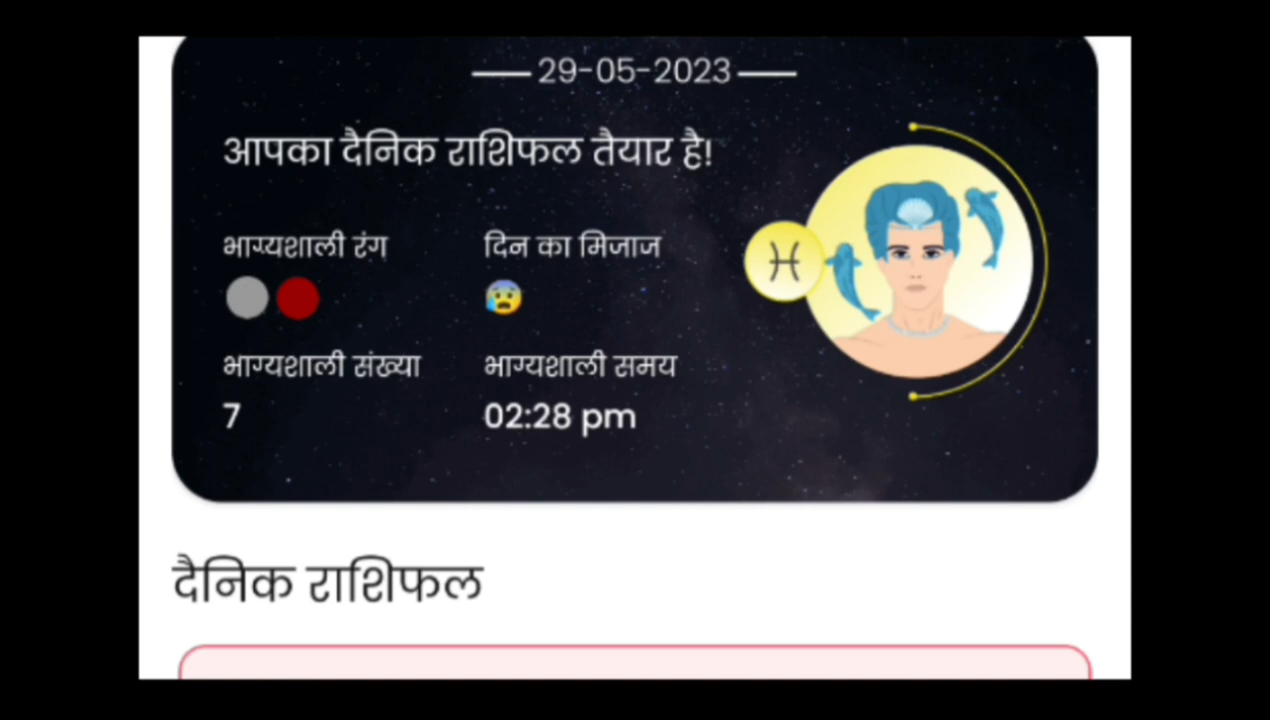 29-05-2023
आपका दैनिक राशिफल तैयार है!
भाग्यशाली रंग
दिन का मिजाज
भाग्यशाली संख्या
भाग्यशाली समय
7
02:28 pm
दैनिक राशिफल